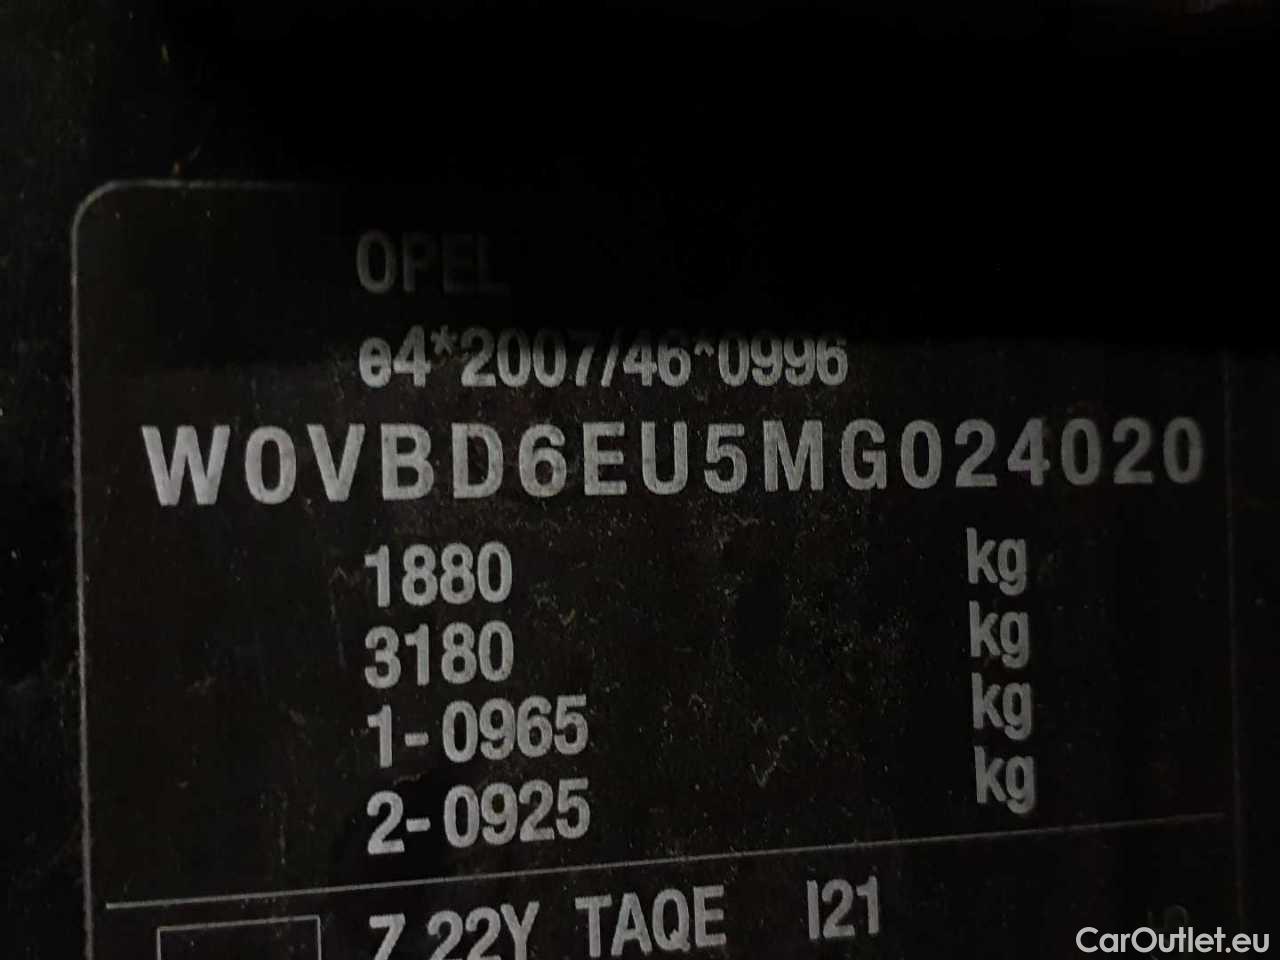 OPEL
e4*2007/46*0996
W0VBD6EU5MG024020
1880 kg
3180 kg
1-0965 kg
2-0925 kg
Z 22Y TAQE I21
CarOutlet.eu